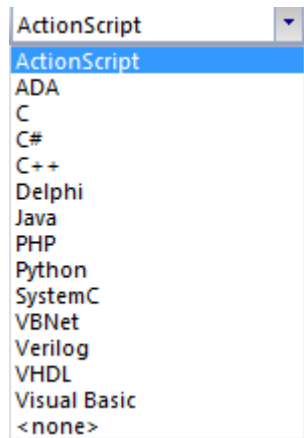 ActionScript
ActionScript
ADA
C
C#
C++
Delphi
Java
PHP
Python
SystemC
VBNet
Verilog
VHDL
Visual Basic
<none>